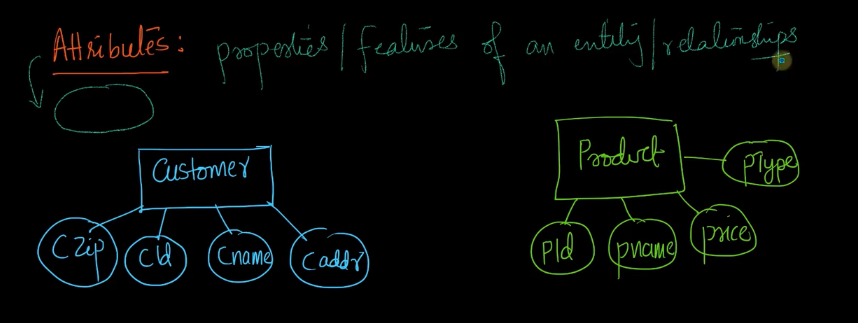 Attributes: properties/features of an entity/relationships
Customer
Product
PType
CZip
CId
Cname
Caddr
PId
pname
price